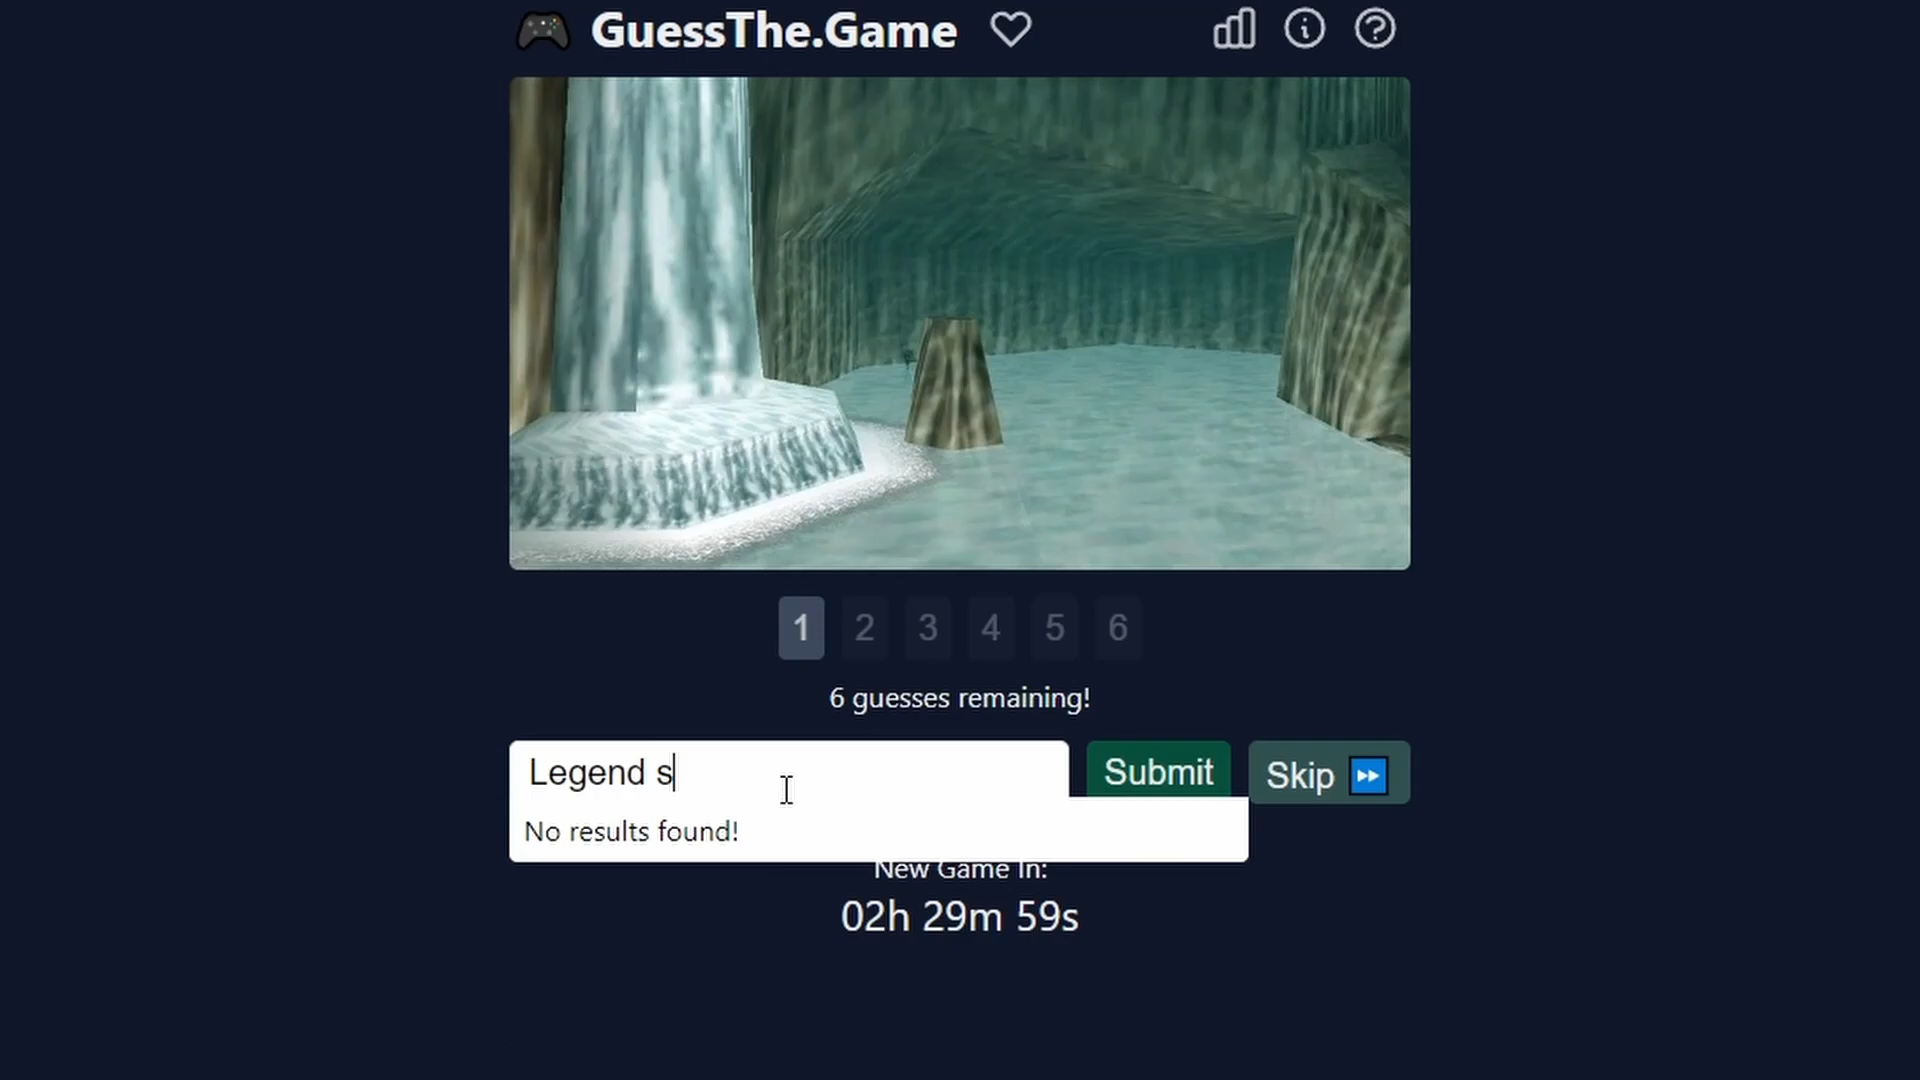 GuessThe.Game
1 2 3 4 5 6
6 guesses remaining!
Legend s
Submit
Skip
No results found!
New Game In:
02h 29m 59s